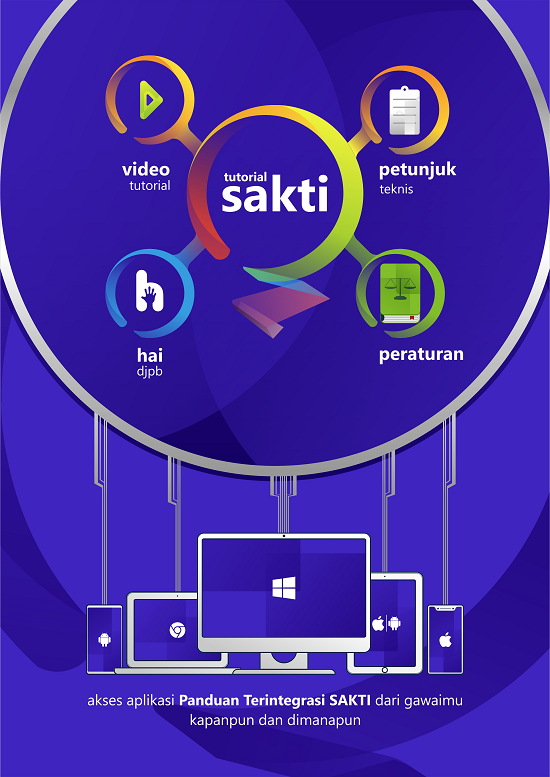 video
tutorial
petunjuk
teknis
tutorial
sakti
hai
djpb
peraturan
akses aplikasi Panduan Terintegrasi SAKTI dari gawaimu
kapanpun dan dimanapun